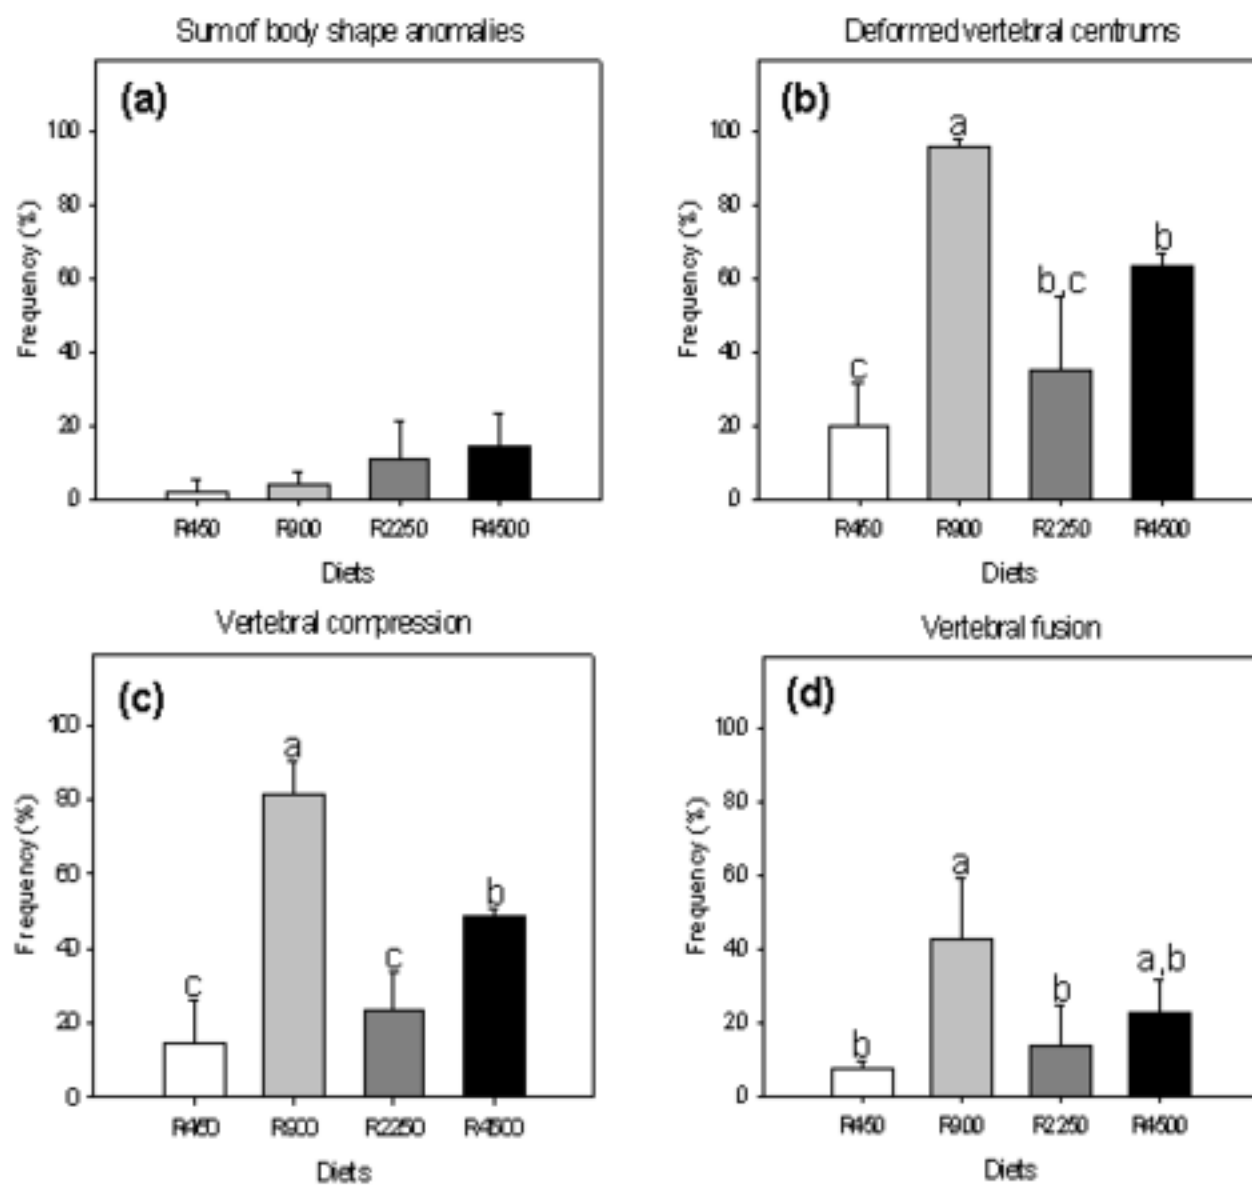 Sum of body shape anomalies
(a)
100
80
60
40
20
0
Frequency (%)
R450
R900
R2250
R4500
Diets
Deformed vertebral centrums
(b)
100
80
60
40
20
0
Frequency (%)
c
a
b,c
b
R450
R900
R2250
R4500
Diets
Vertebral compression
(c)
100
80
60
40
20
0
Frequency (%)
c
a
c
b
R450
R900
R2250
R4500
Diets
Vertebral fusion
(d)
100
80
60
40
20
0
Frequency (%)
b
a
b
a,b
R450
R900
R2250
R4500
Diets